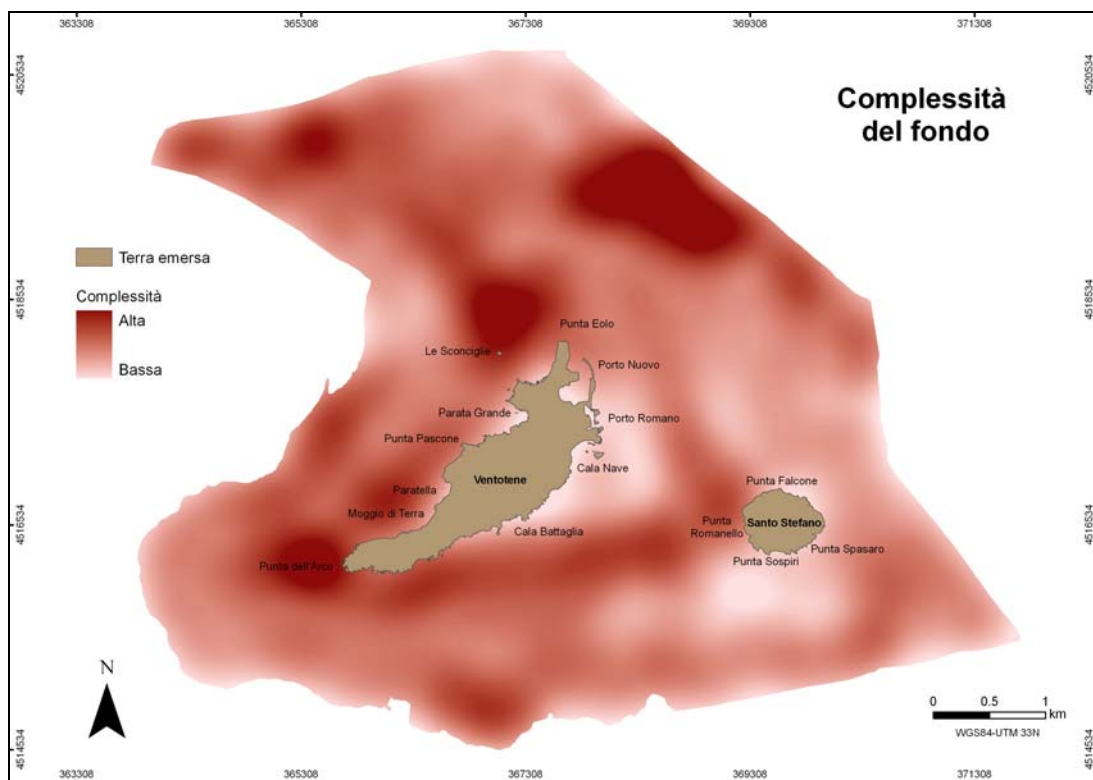 363308 365308 367308 369308 371308
4520534 4520534
Complessità
del fondo
Terra emersa
4518534 4518534
Complessità
Alta
Bassa
Punta Eolo
Le Sconciglie
Porto Nuovo
Parata Grande
Porto Romano
Punta Pascone
Cala Nave
Ventotene
Paratella
Punta Falcone
Moggio di Terra
4516534 4516534
Punta
Romanello
Santo Stefano
Cala Battaglia
Punta Spasaro
Punta Sospiri
Punta dell'Arco
N
0 0.5 1
km
WGS84-UTM 33N
4514534 4514534
363308 365308 367308 369308 371308